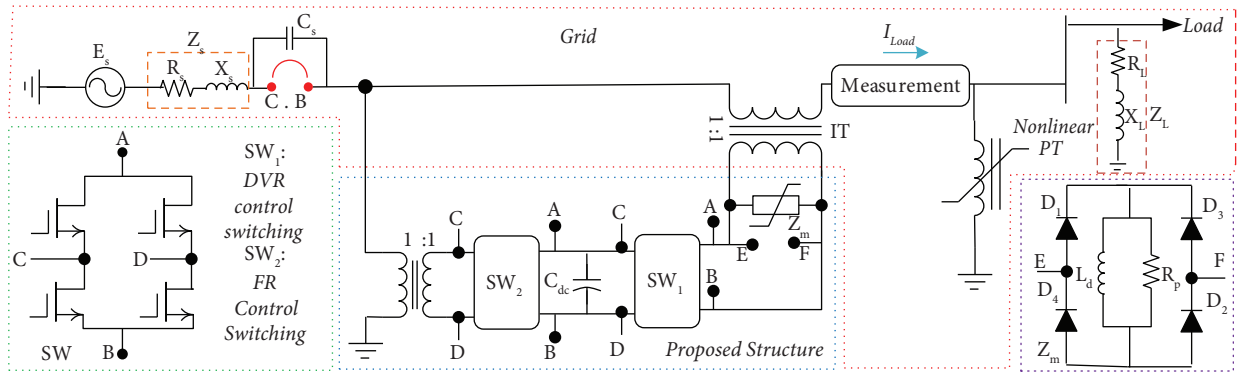 Grid
E_s
Z_s
R_s
X_s
C_s
C . B
I_Load
Measurement
Load
R_L
X_L
Z_L
1 :1
IT
Nonlinear
PT
A
C
D
SW
B
SW_1:
DVR
control
switching
SW_2:
FR
Control
Switching
1 :1
C
D
SW_2
A
B
C_dc
C
D
SW_1
A
B
E
F
Z_m
Proposed Structure
D_1
D_3
E
L_d
R_p
F
D_4
D_2
Z_m